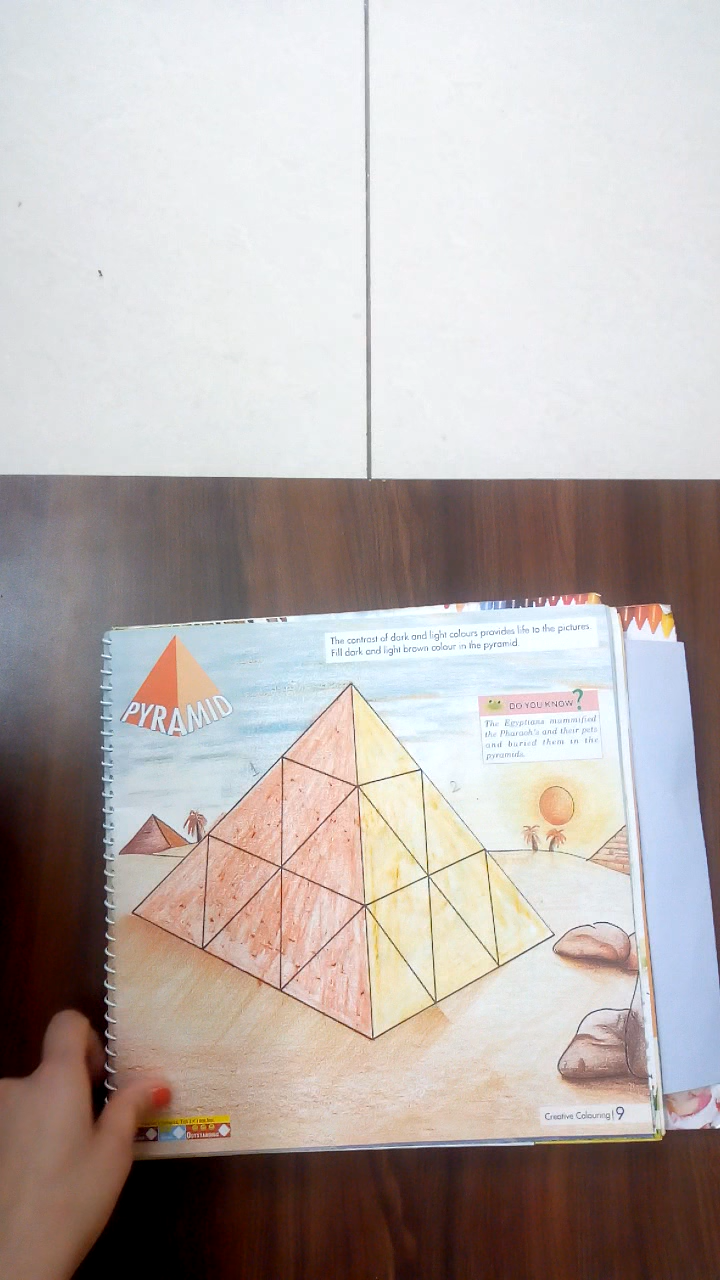 The contrast of dark and light colours provides life to the pictures.
Fill dark and light brown colour in the pyramid.
PYRAMID
DO YOU KNOW ?
The Egyptians mummified
the Pharaoh's and their pets
and buried them in the
pyramids.
2
OUTSTANDING
Creative Colouring | 9